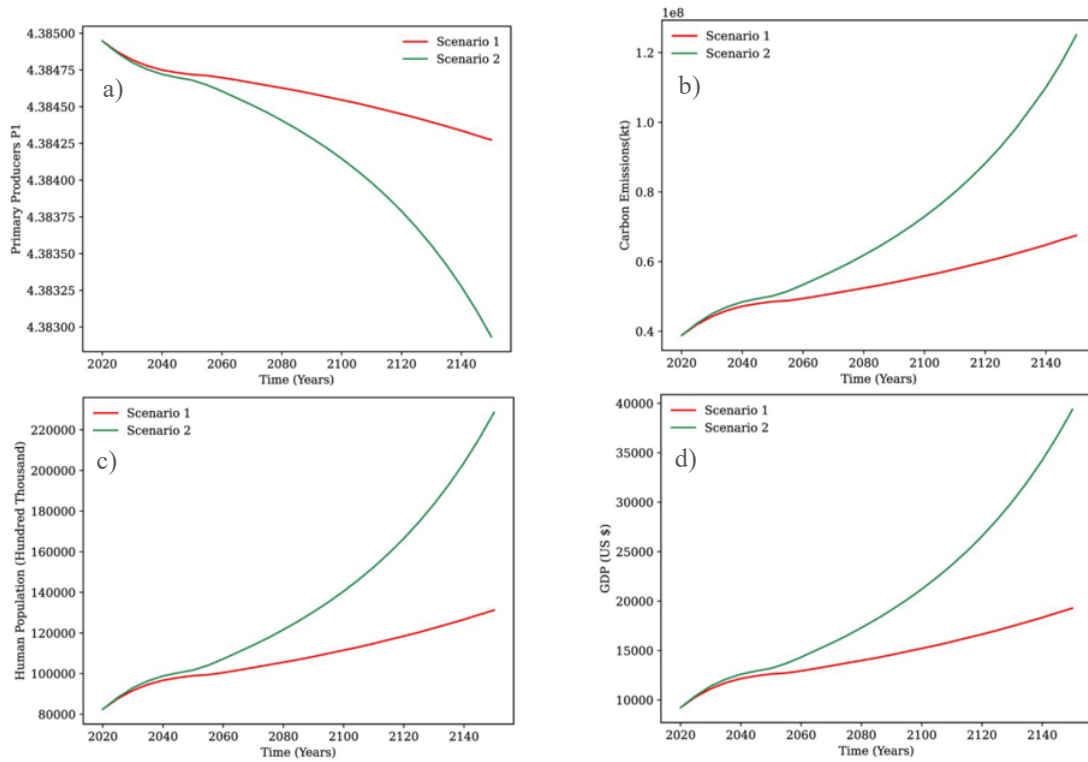 a)
Scenario 1
Scenario 2
4.38500
4.38475
4.38450
4.38425
4.38400
4.38375
4.38350
4.38325
4.38300
Primary Producers P1
2020 2040 2060 2080 2100 2120 2140
Time (Years)
1e8
b)
Scenario 1
Scenario 2
1.2
1.0
0.8
0.6
0.4
Carbon Emissions(kt)
2020 2040 2060 2080 2100 2120 2140
Time (Years)
Scenario 1
Scenario 2
c)
220000
200000
180000
160000
140000
120000
100000
80000
Human Population (Hundred Thousand)
2020 2040 2060 2080 2100 2120 2140
Time (Years)
Scenario 1
Scenario 2
d)
40000
35000
30000
25000
20000
15000
10000
GDP (US $)
2020 2040 2060 2080 2100 2120 2140
Time (Years)